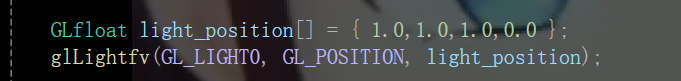 GLfloat light_position[] = { 1.0,1.0,1.0,0.0 };
glLightfv(GL_LIGHT0, GL_POSITION, light_position);